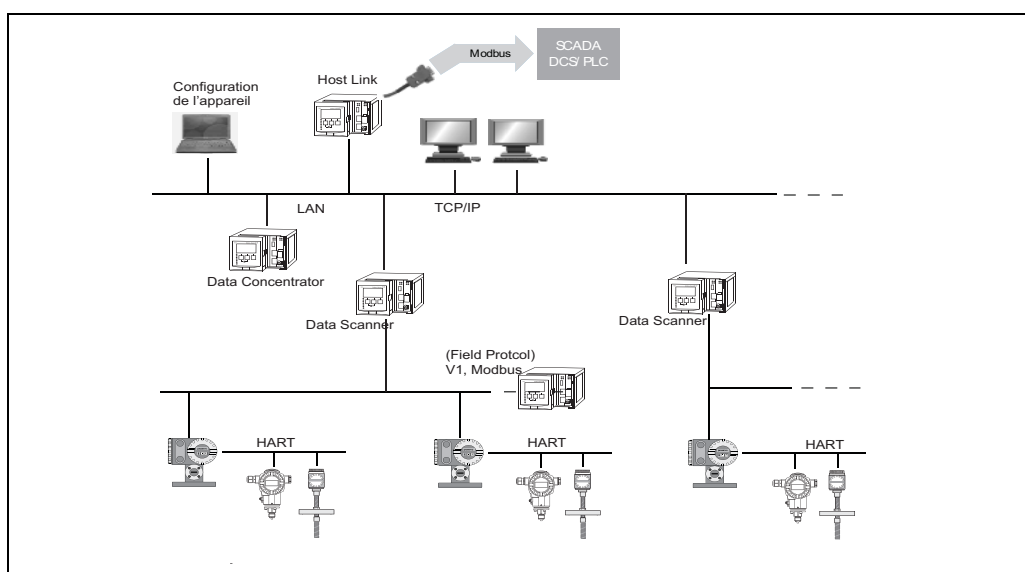 SCADA
DCS/ PLC
Modbus
Host Link
Configuration
de l'appareil
LAN
TCP/IP
Data Concentrator
Data Scanner
Data Scanner
(Field Protcol)
V1, Modbus
HART
HART
HART